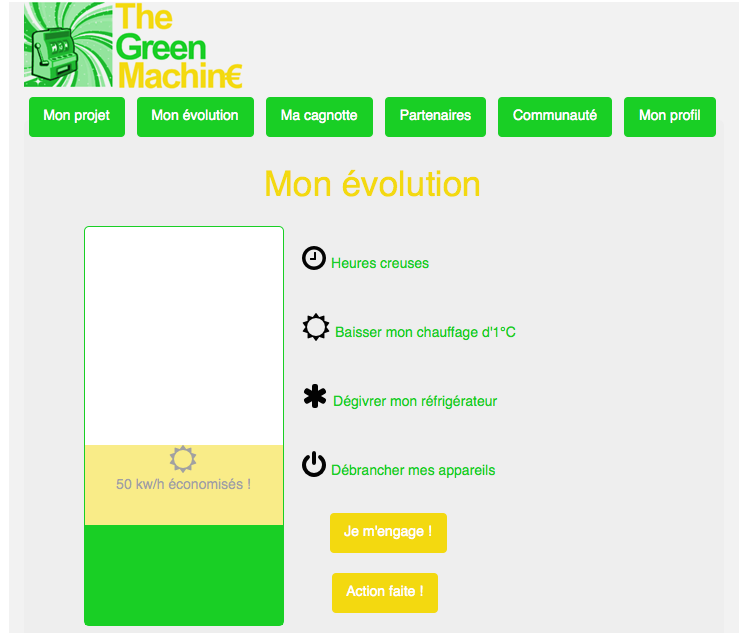 The
Green
Machin€
Mon projet
Mon évolution
Ma cagnotte
Partenaires
Communauté
Mon profil
Mon évolution
Heures creuses
Baisser mon chauffage d'1°C
Dégivrer mon réfrigérateur
50 kw/h économisés !
Débrancher mes appareils
Je m'engage !
Action faite !